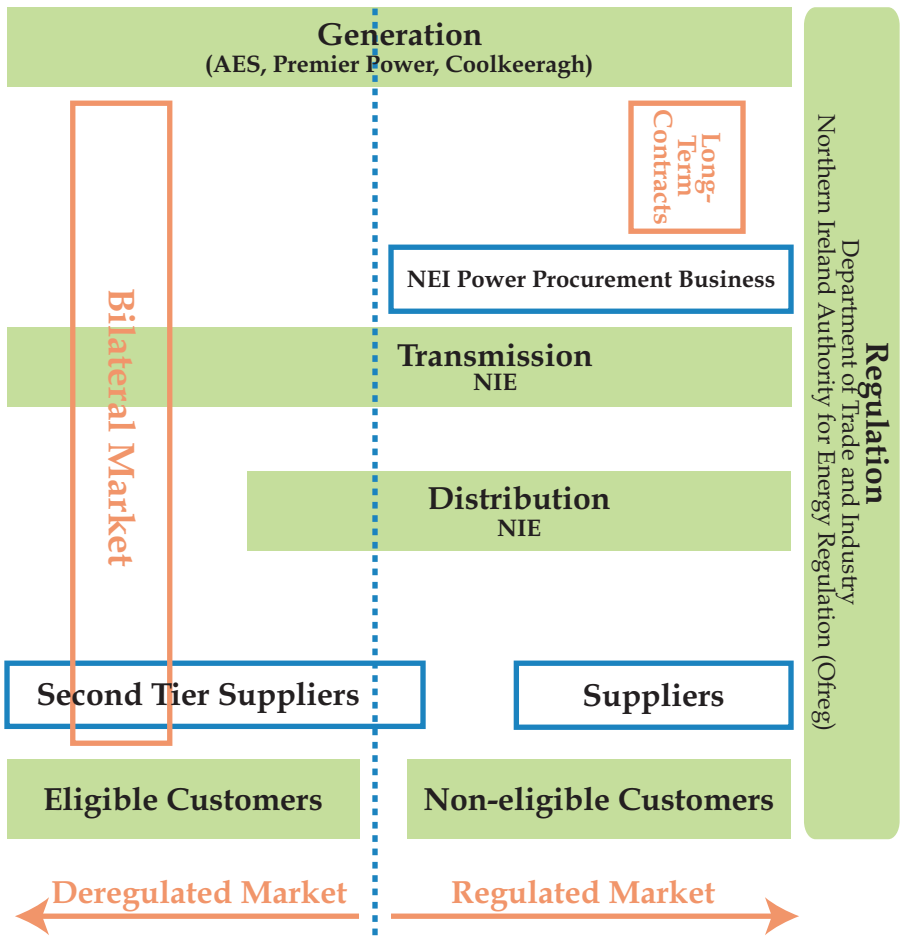 Generation
(AES, Premier Power, Coolkeeragh)
Long-
Term
Contracts
NEI Power Procurement Business
Bilateral Market
Transmission
NIE
Distribution
NIE
Second Tier Suppliers
Suppliers
Eligible Customers
Non-eligible Customers
Deregulated Market
Regulated Market
Regulation
Department of Trade and Industry
Northern Ireland Authority for Energy Regulation (Ofreg)